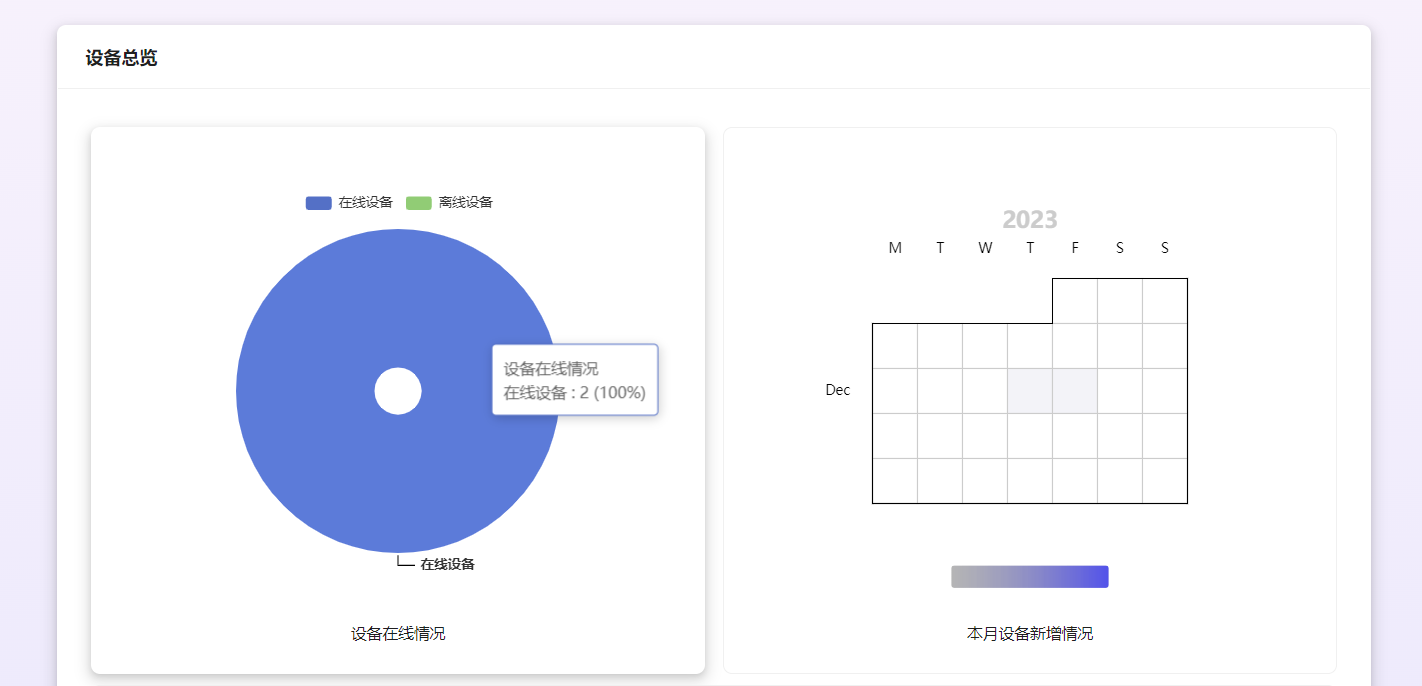 设备总览
在线设备
离线设备
设备在线情况
在线设备 : 2 (100%)
在线设备
设备在线情况
2023
M T W T F S S
Dec
本月设备新增情况